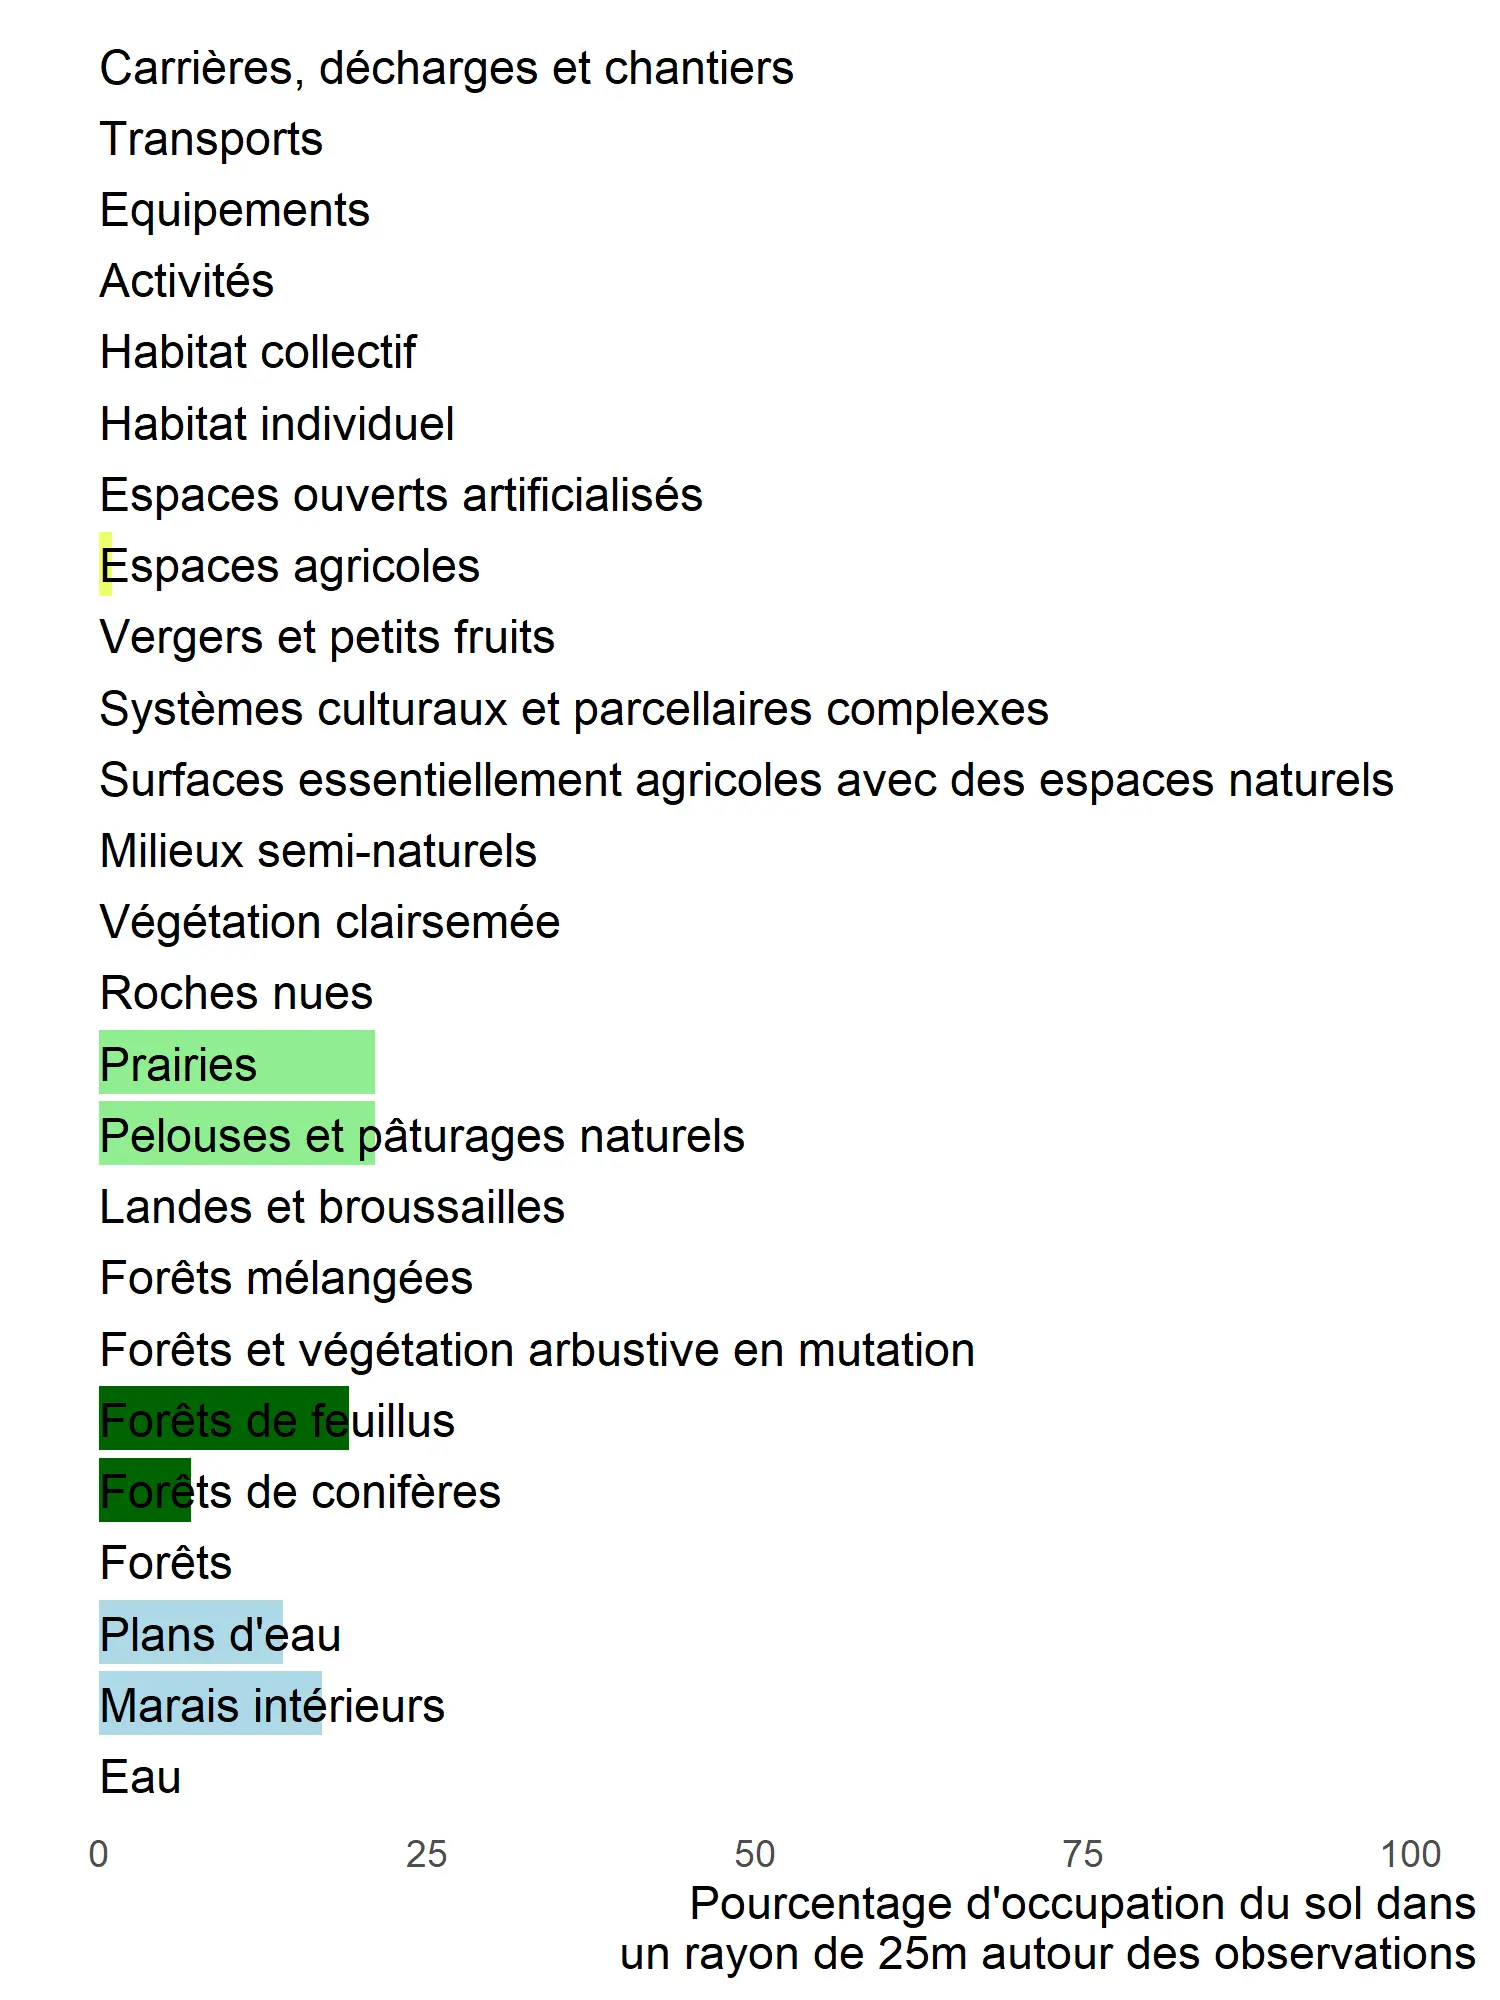 Carrières, décharges et chantiers
Transports
Equipements
Activités
Habitat collectif
Habitat individuel
Espaces ouverts artificialisés
Espaces agricoles
Vergers et petits fruits
Systèmes culturaux et parcellaires complexes
Surfaces essentiellement agricoles avec des espaces naturels
Milieux semi-naturels
Végétation clairsemée
Roches nues
Prairies
Pelouses et pâturages naturels
Landes et broussailles
Forêts mélangées
Forêts et végétation arbustive en mutation
Forêts de feuillus
Forêts de conifères
Forêts
Plans d'eau
Marais intérieurs
Eau
0 25 50 75 100
Pourcentage d'occupation du sol dans
un rayon de 25m autour des observations